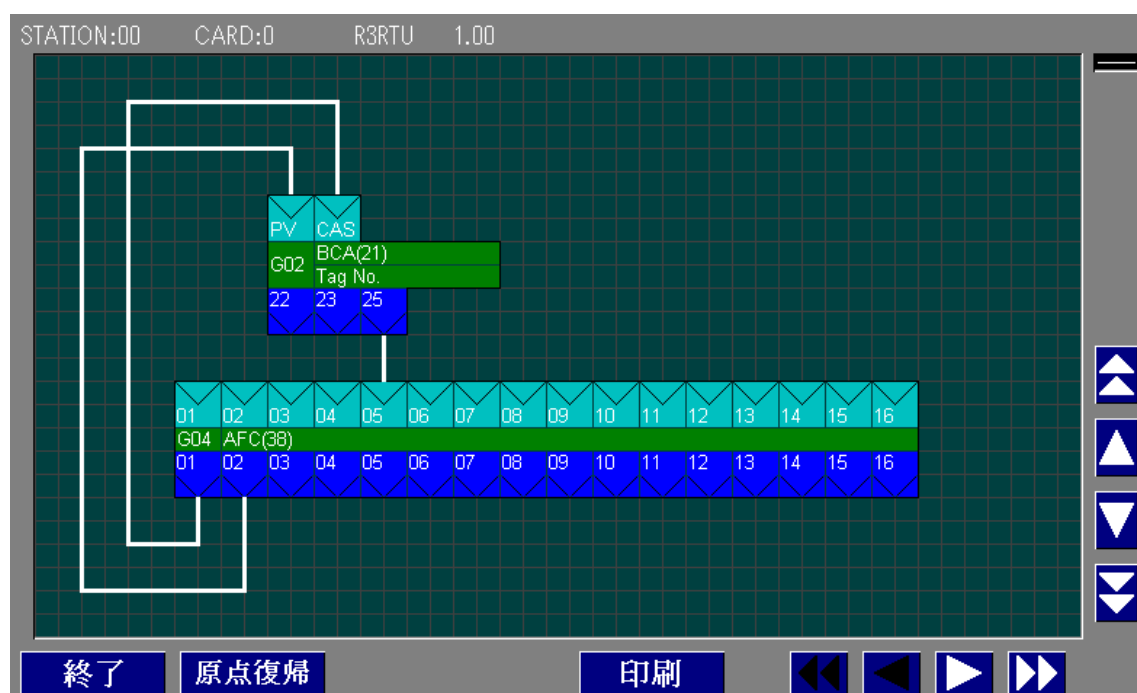 STATION:00 CARD:0 R3RTU 1.00
PV CAS
G02 BCA(21)
Tag No.
22 23 25
01 02 03 04 05 06 07 08 09 10 11 12 13 14 15 16
G04 AFC(38)
01 02 03 04 05 06 07 08 09 10 11 12 13 14 15 16
終了 原点復帰 印刷